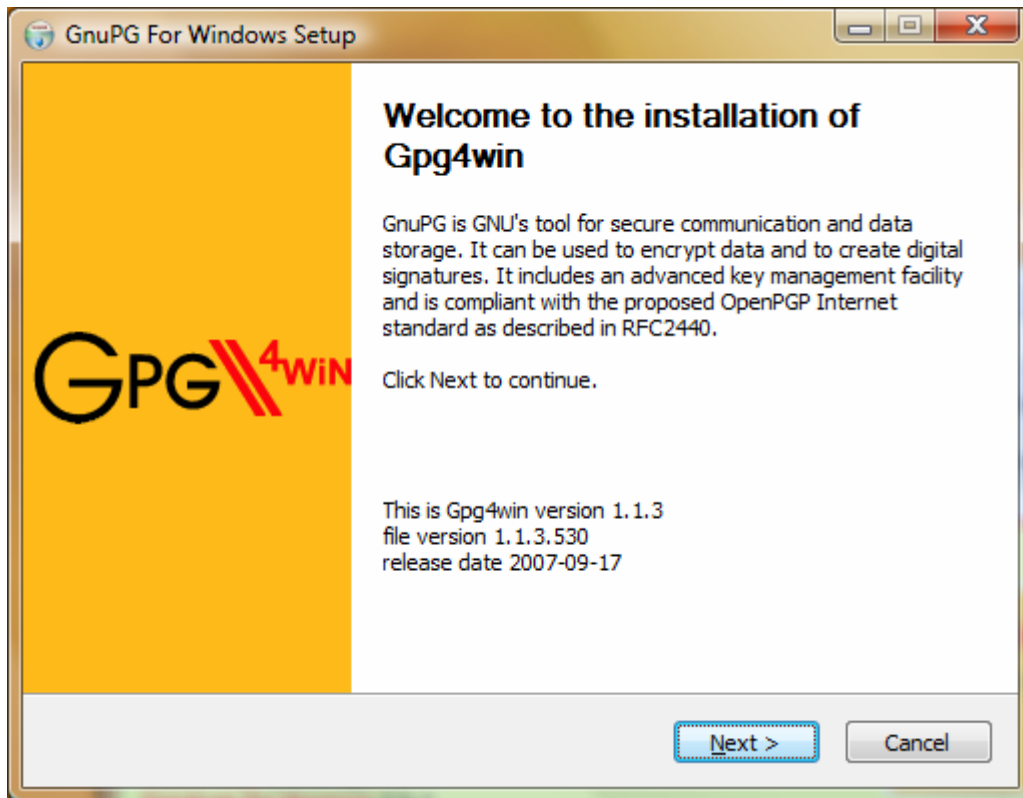 GnuPG For Windows Setup
Welcome to the installation of
Gpg4win
GnuPG is GNU's tool for secure communication and data
storage. It can be used to encrypt data and to create digital
signatures. It includes an advanced key management facility
and is compliant with the proposed OpenPGP Internet
standard as described in RFC2440.
GPG4WiN
Click Next to continue.
This is Gpg4win version 1.1.3
file version 1.1.3.530
release date 2007-09-17
Next >
Cancel